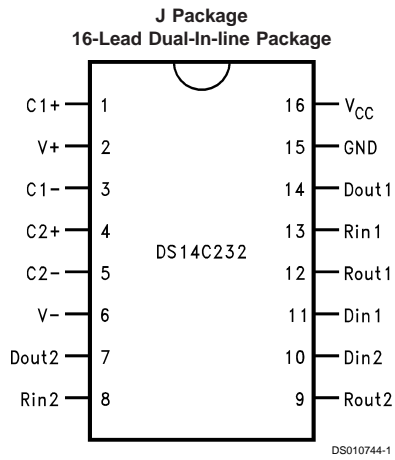 J Package
16-Lead Dual-In-line Package
C1+ 1 16 VCC
V+ 2 15 GND
C1- 3 14 Dout1
C2+ 4 13 Rin1
DS14C232
C2- 5 12 Rout1
V- 6 11 Din1
Dout2 7 10 Din2
Rin2 8 9 Rout2
DS010744-1